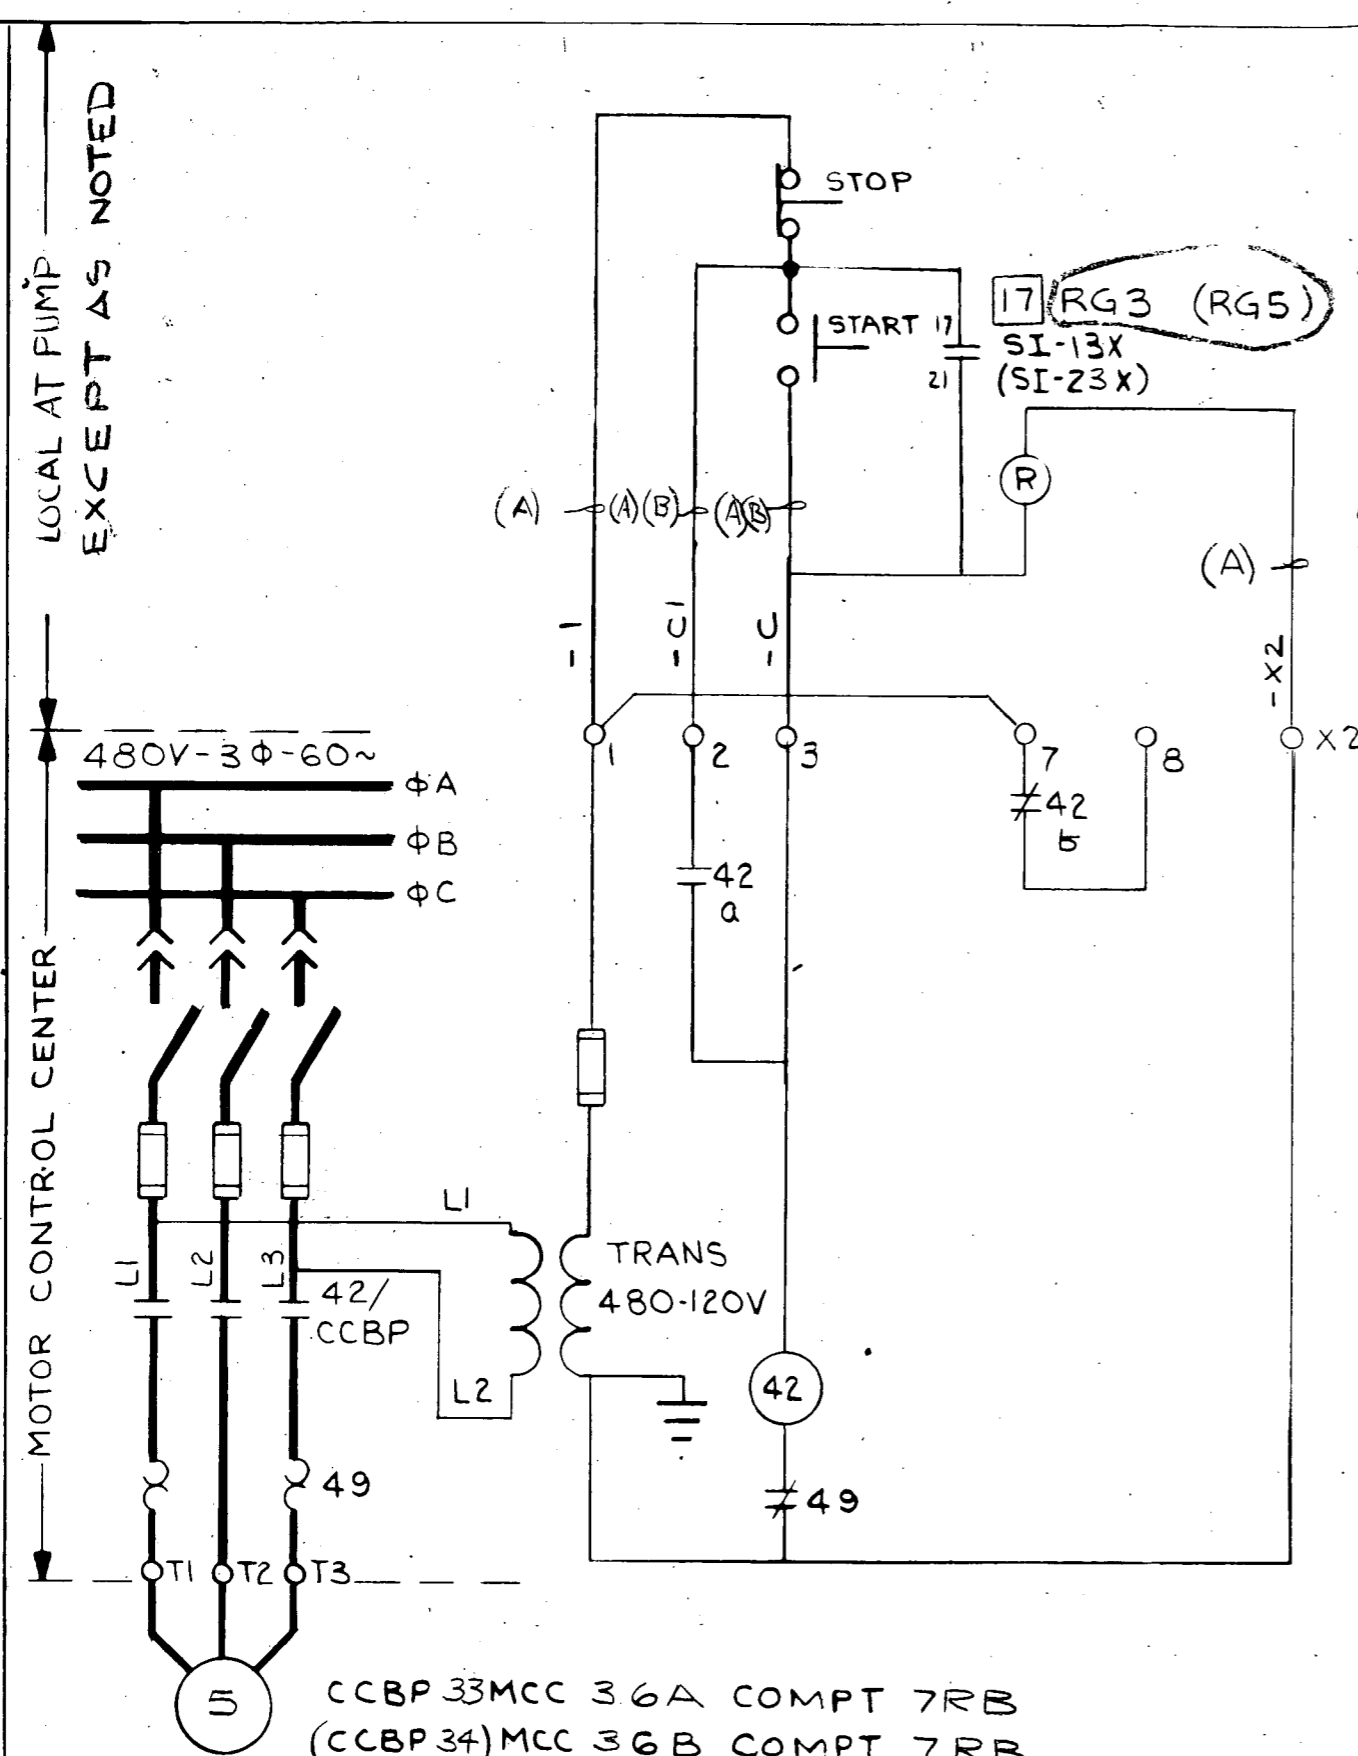 LOCAL AT PUMP
EXCEPT AS NOTED
STOP
START
17
21
17 RG3 (RG5)
SI-13X
(SI-23X)
R
(A)
(A)(B)
(A)(B)
(A)
-1
-C1
-C
-X2
1
2
3
7
8
X2
480V-3Φ-60~
ΦA
ΦB
ΦC
42
a
42
b
MOTOR CONTROL CENTER
L1
L1
L2
L3
42/
CCBP
L2
TRANS
480-120V
42
49
49
T1
T2
T3
5
CCBP 33 MCC 36A COMPT 7RB
(CCBP 34) MCC 36B COMPT 7RB